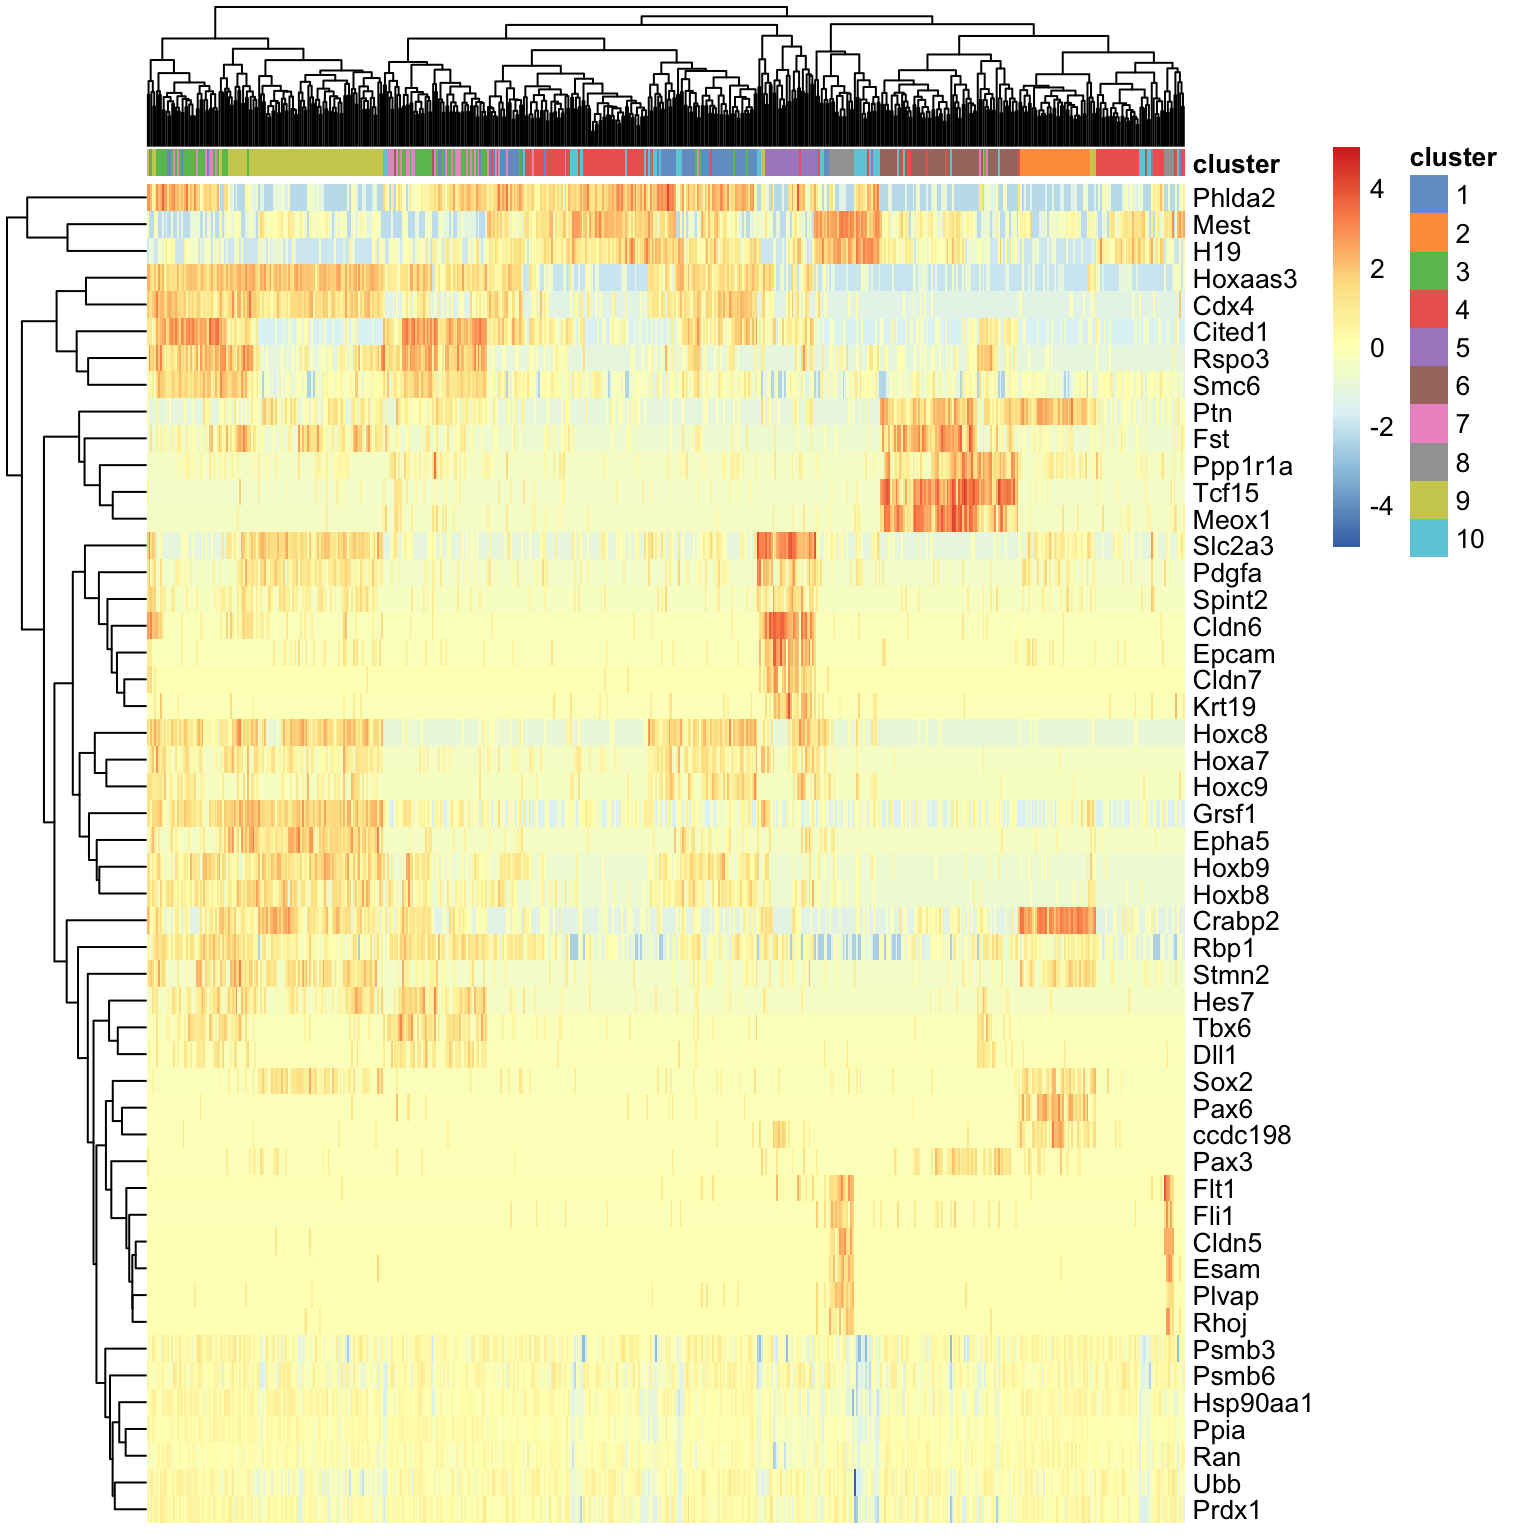 cluster
Phlda2
Mest
H19
Hoxaas3
Cdx4
Cited1
Rspo3
Smc6
Ptn
Fst
Ppp1r1a
Tcf15
Meox1
Slc2a3
Pdgfa
Spint2
Cldn6
Epcam
Cldn7
Krt19
Hoxc8
Hoxa7
Hoxc9
Grsf1
Epha5
Hoxb9
Hoxb8
Crabp2
Rbp1
Stmn2
Hes7
Tbx6
Dll1
Sox2
Pax6
ccdc198
Pax3
Flt1
Fli1
Cldn5
Esam
Plvap
Rhoj
Psmb3
Psmb6
Hsp90aa1
Ppia
Ran
Ubb
Prdx1
4
2
0
-2
-4
cluster
1
2
3
4
5
6
7
8
9
10